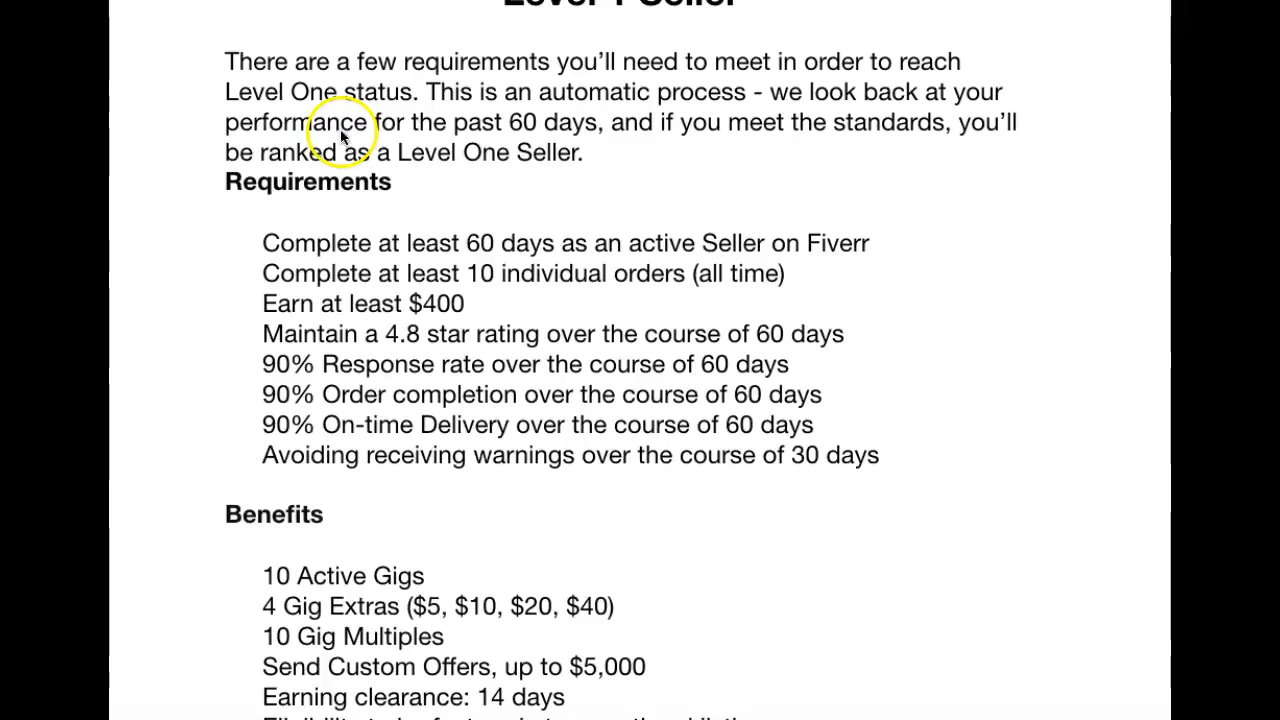 Level 1 Seller
There are a few requirements you’ll need to meet in order to reach
Level One status. This is an automatic process - we look back at your
performance for the past 60 days, and if you meet the standards, you’ll
be ranked as a Level One Seller.
Requirements
Complete at least 60 days as an active Seller on Fiverr
Complete at least 10 individual orders (all time)
Earn at least $400
Maintain a 4.8 star rating over the course of 60 days
90% Response rate over the course of 60 days
90% Order completion over the course of 60 days
90% On-time Delivery over the course of 60 days
Avoiding receiving warnings over the course of 30 days
Benefits
10 Active Gigs
4 Gig Extras ($5, $10, $20, $40)
10 Gig Multiples
Send Custom Offers, up to $5,000
Earning clearance: 14 days